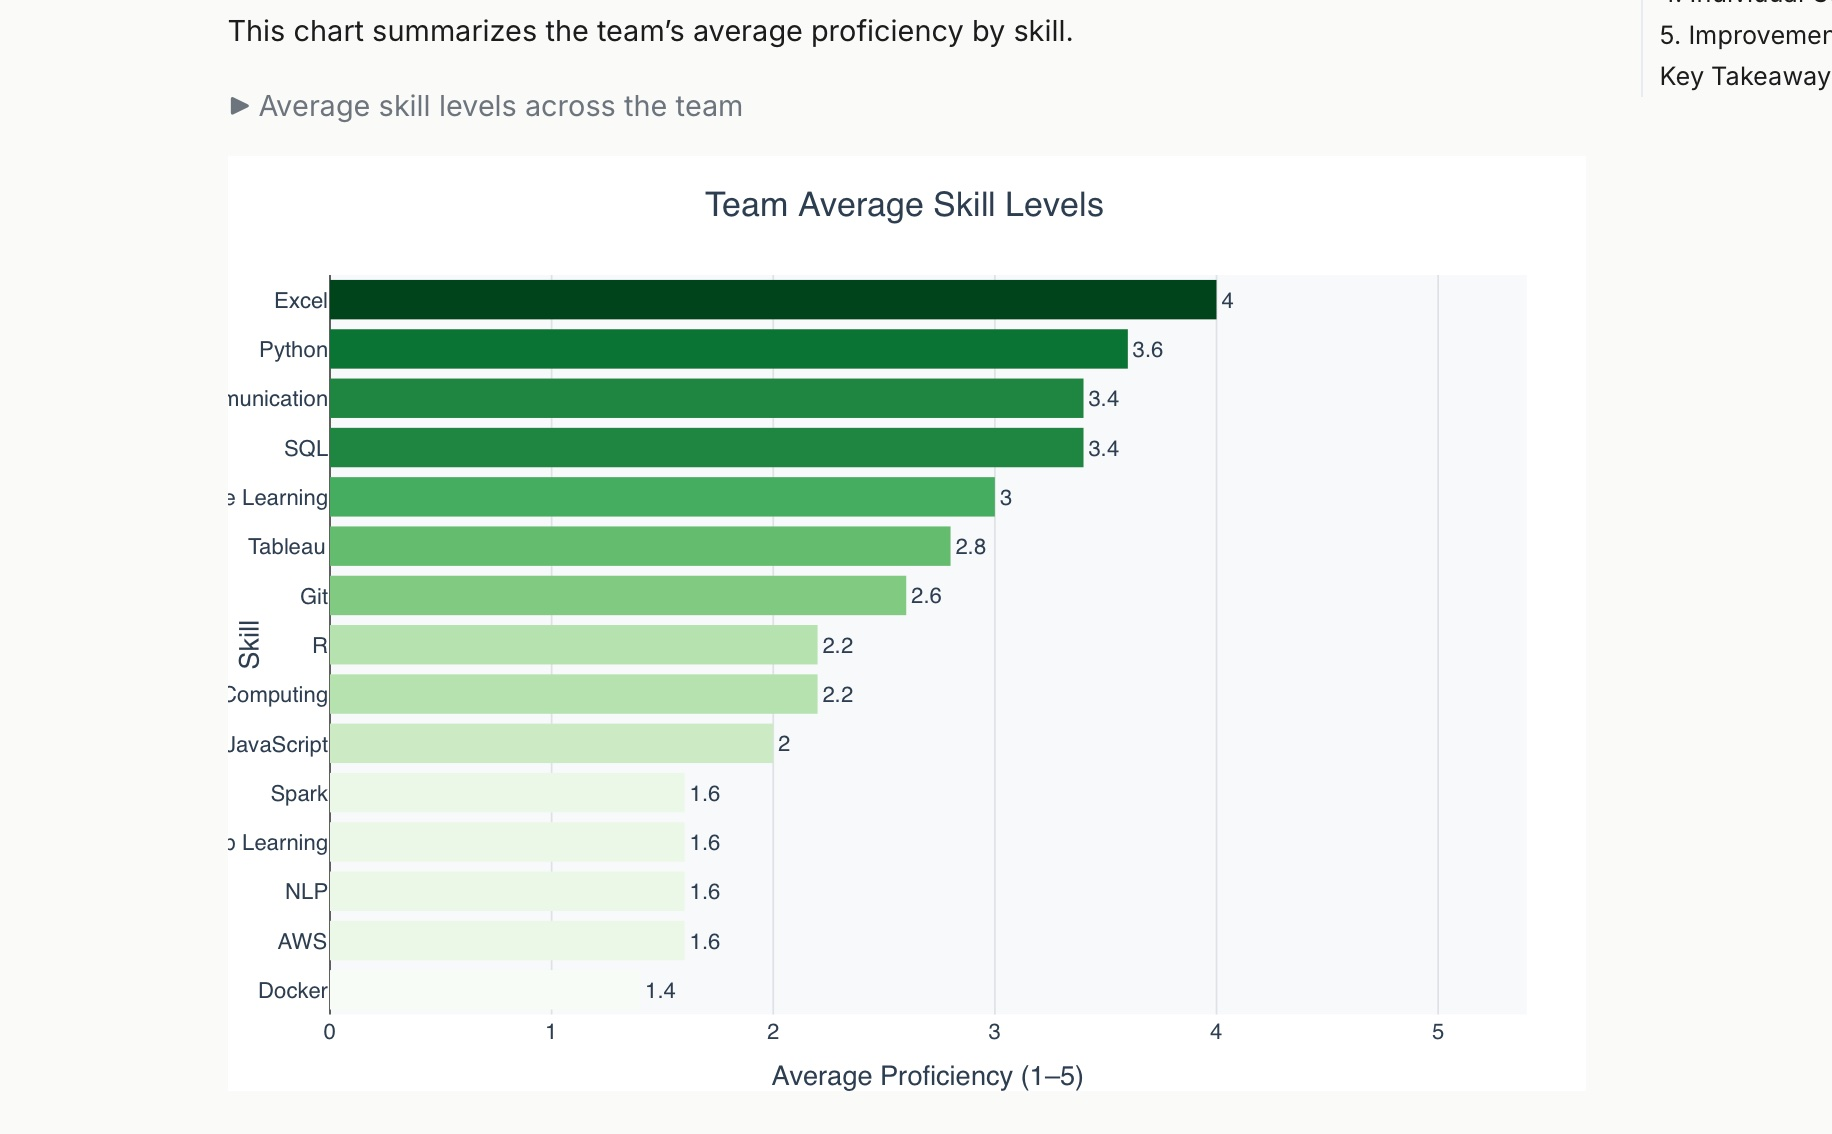 This chart summarizes the team’s average proficiency by skill.
5. Improvemen
Key Takeaway
► Average skill levels across the team
Team Average Skill Levels
Excel 4
Python 3.6
munication 3.4
SQL 3.4
e Learning 3
Tableau 2.8
Git 2.6
R 2.2
Computing 2.2
JavaScript 2
Spark 1.6
Learning 1.6
NLP 1.6
AWS 1.6
Docker 1.4
Skill
0 1 2 3 4 5
Average Proficiency (1–5)